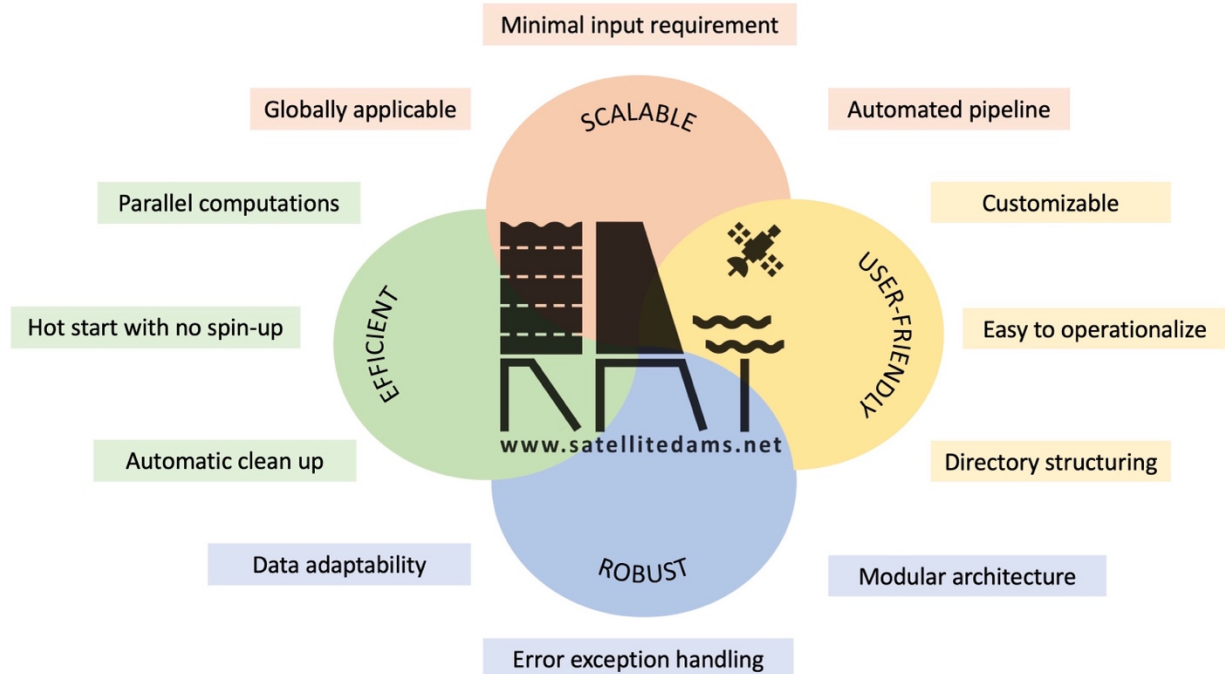 Minimal input requirement
Globally applicable
SCALABLE
Automated pipeline
Parallel computations
Customizable
EFFICIENT
USER-FRIENDLY
Hot start with no spin-up
Easy to operationalize
RAT
www.satellitedams.net
Automatic clean up
Directory structuring
Data adaptability
ROBUST
Modular architecture
Error exception handling